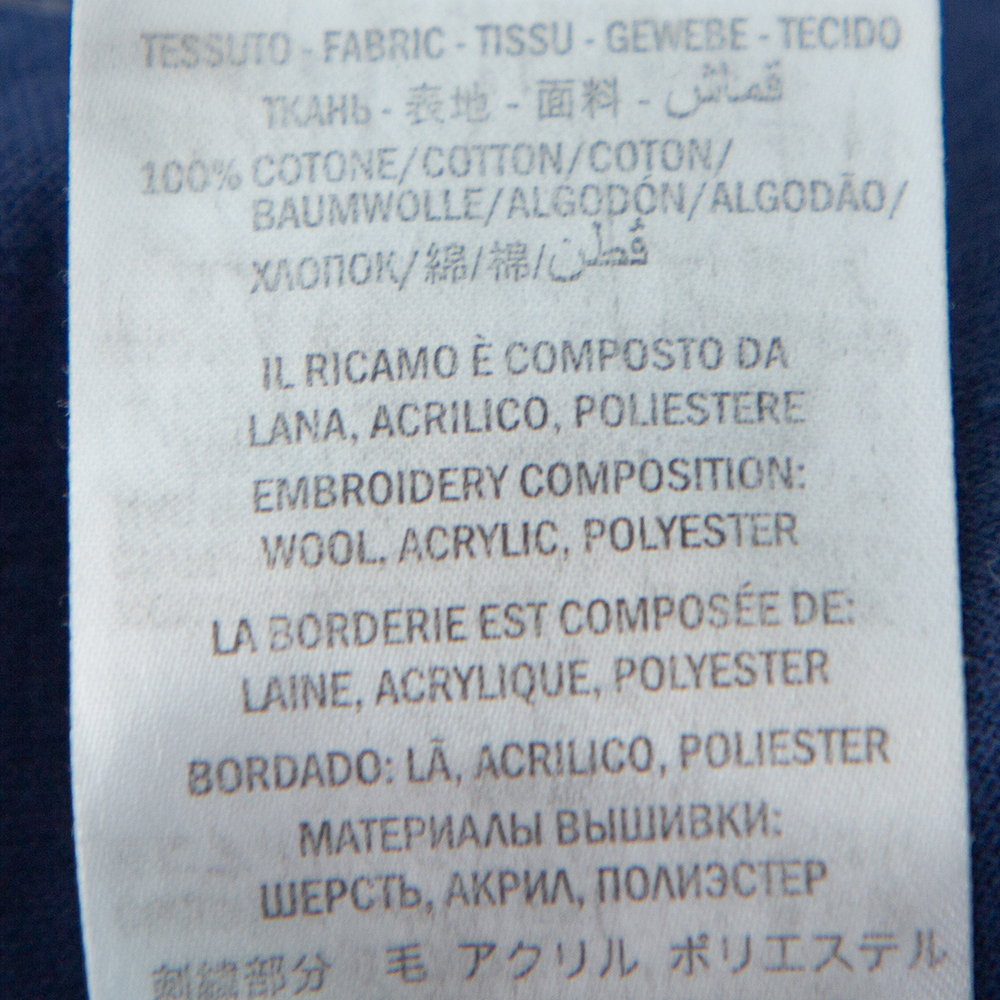 TESSUTO - FABRIC - TISSU - GEWEBE - TECIDO
ТКАНЬ - 表地 - 面料 - قماش
100% COTONE/COTTON/COTON/
BAUMWOLLE/ALGODÓN/ALGODÃO/
ХЛОПОК/綿/棉/قُطن
IL RICAMO È COMPOSTO DA
LANA, ACRILICO, POLIESTERE
EMBROIDERY COMPOSITION:
WOOL, ACRYLIC, POLYESTER
LA BORDERIE EST COMPOSÉE DE:
LAINE, ACRYLIQUE, POLYESTER
BORDADO: LÃ, ACRILICO, POLIESTER
МАТЕРИАЛЫ ВЫШИВКИ:
ШЕРСТЬ, АКРИЛ, ПОЛИЭСТЕР
刺繍部分 毛 アクリル ポリエステル